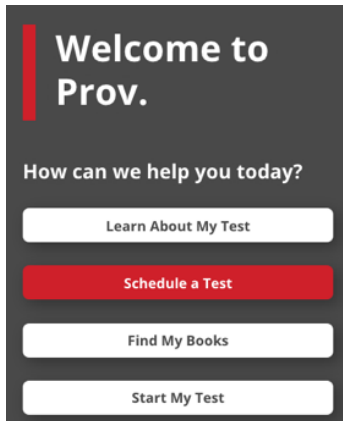 Welcome to
Prov.
How can we help you today?
Learn About My Test
Schedule a Test
Find My Books
Start My Test